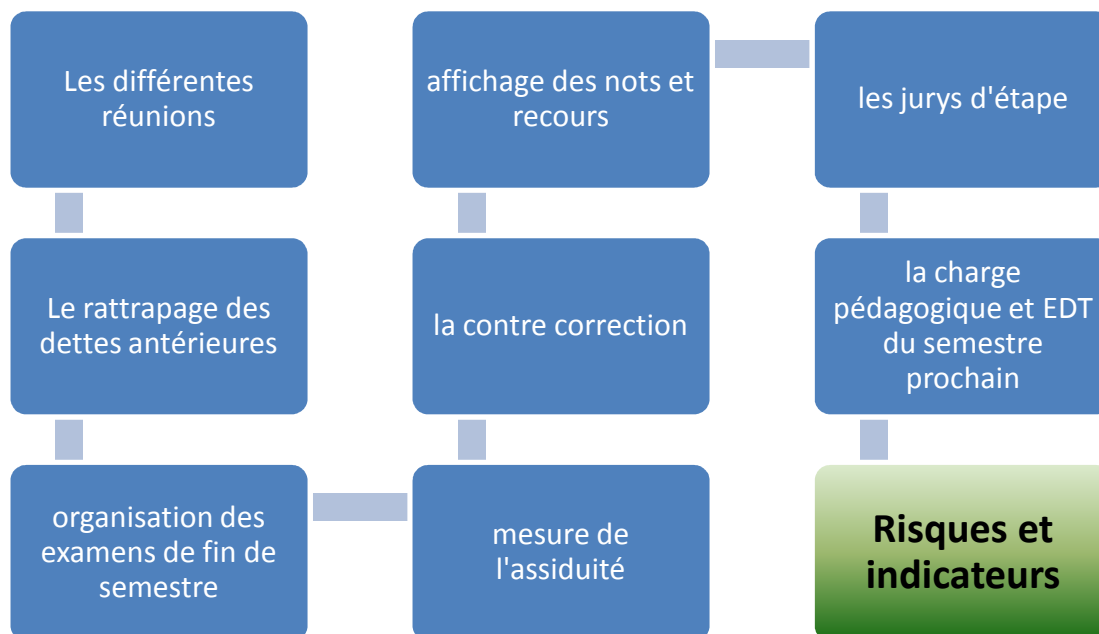 Les différentes
réunions
Le rattrapage des
dettes antérieures
organisation des
examens de fin de
semestre
mesure de
l'assiduité
la contre correction
affichage des nots et
recours
les jurys d'étape
la charge
pédagogique et EDT
du semestre
prochain
Risques et
indicateurs